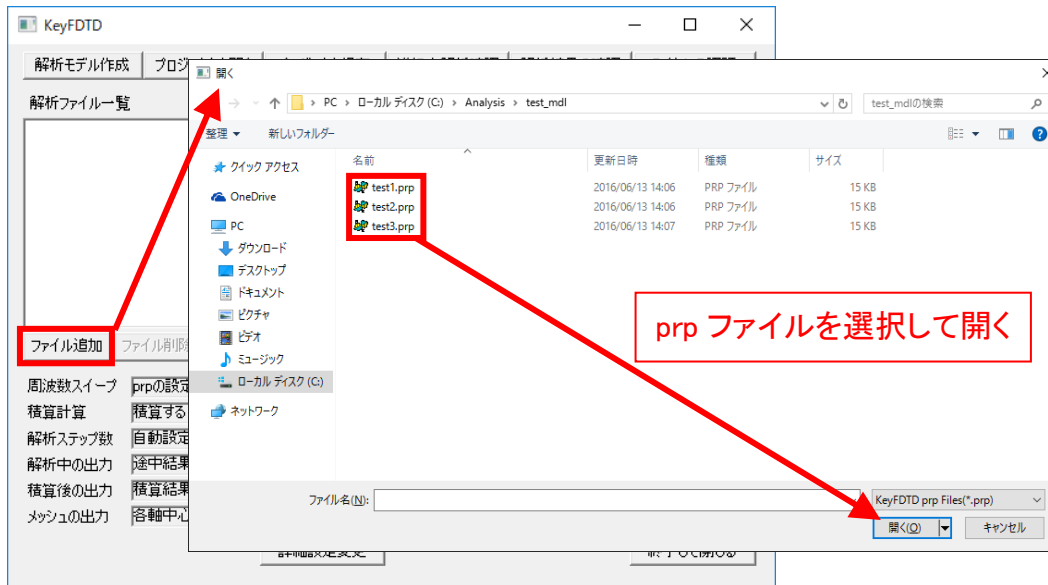 KeyFDTD
解析モデル作成
解析ファイル一覧
開く
PC › ローカル ディスク (C:) › Analysis › test_mdl
test_mdlの検索
整理
新しいフォルダー
名前 更新日時 種類 サイズ
クイック アクセス
OneDrive
PC
ダウンロード
デスクトップ
ドキュメント
ピクチャ
ビデオ
ミュージック
ローカル ディスク (C:)
ネットワーク
test1.prp 2016/06/13 14:06 PRP ファイル 15 KB
test2.prp 2016/06/13 14:06 PRP ファイル 15 KB
test3.prp 2016/06/13 14:07 PRP ファイル 15 KB
prp ファイルを選択して開く
ファイル追加 ファイル削除
周波数スイープ prpの設定
積算計算 積算する
解析ステップ数 自動設定
解析中の出力 途中結果
積算後の出力 積算結果
メッシュの出力 各軸中心
ファイル名(N):
KeyFDTD prp Files(*.prp)
開く(O) キャンセル